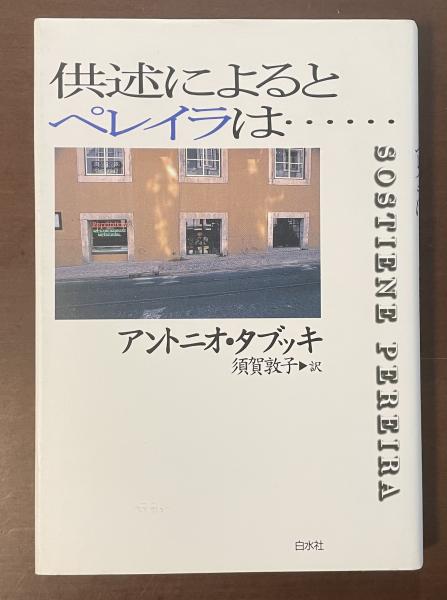 供述によると
ペレイラは……
SOSTIENE PEREIRA
アントニオ・タブッキ
須賀敦子▶訳
白水社